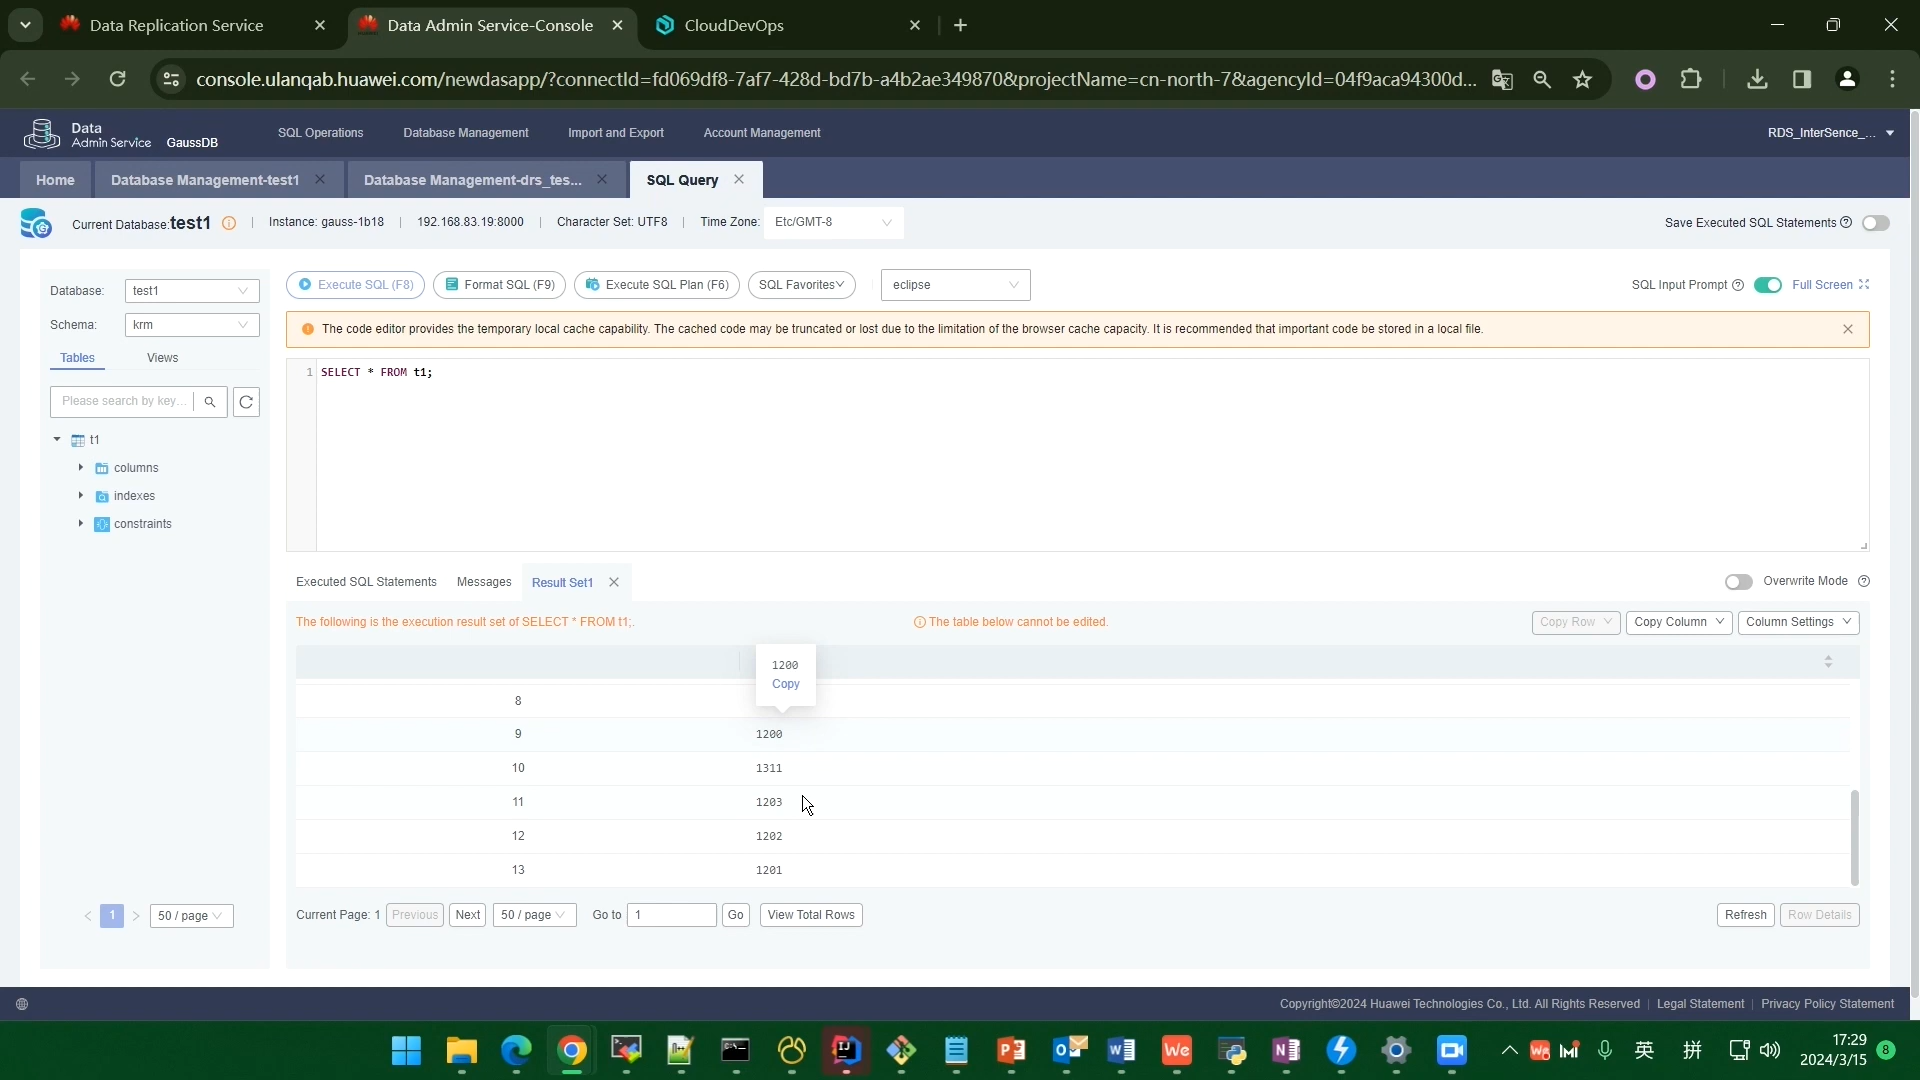 Data Replication Service
Data Admin Service-Console
CloudDevOps
console.ulanqab.huawei.com/newdasapp/?connectId=fd069df8-7af7-428d-bd7b-a4b2ae349870&projectName=cn-north-7&agencyId=04f9aca94300d...
Data
Admin Service GaussDB
SQL Operations Database Management Import and Export Account Management
RDS_InterSence_...
Home Database Management-test1 Database Management-drs_tes... SQL Query
Current Database:test1 Instance: gauss-1b18 192.168.83.19:8000 Character Set: UTF8 Time Zone: Etc/GMT-8 Save Executed SQL Statements
Database: test1
Schema: krm
Tables Views
Please search by key...
t1
columns
indexes
constraints
1 50 / page
Execute SQL (F8) Format SQL (F9) Execute SQL Plan (F6) SQL Favorites eclipse SQL Input Prompt Full Screen
The code editor provides the temporary local cache capability. The cached code may be truncated or lost due to the limitation of the browser cache capacity. It is recommended that important code be stored in a local file.
1 SELECT * FROM t1;
Executed SQL Statements Messages Result Set1 Overwrite Mode
The following is the execution result set of SELECT * FROM t1;. The table below cannot be edited. Copy Row Copy Column Column Settings
1200
Copy
8
9 1200
10 1311
11 1203
12 1202
13 1201
Current Page: 1 Previous Next 50 / page Go to 1 Go View Total Rows Refresh Row Details
Copyright©2024 Huawei Technologies Co., Ltd. All Rights Reserved Legal Statement Privacy Policy Statement
英 拼
17:29
2024/3/15
8